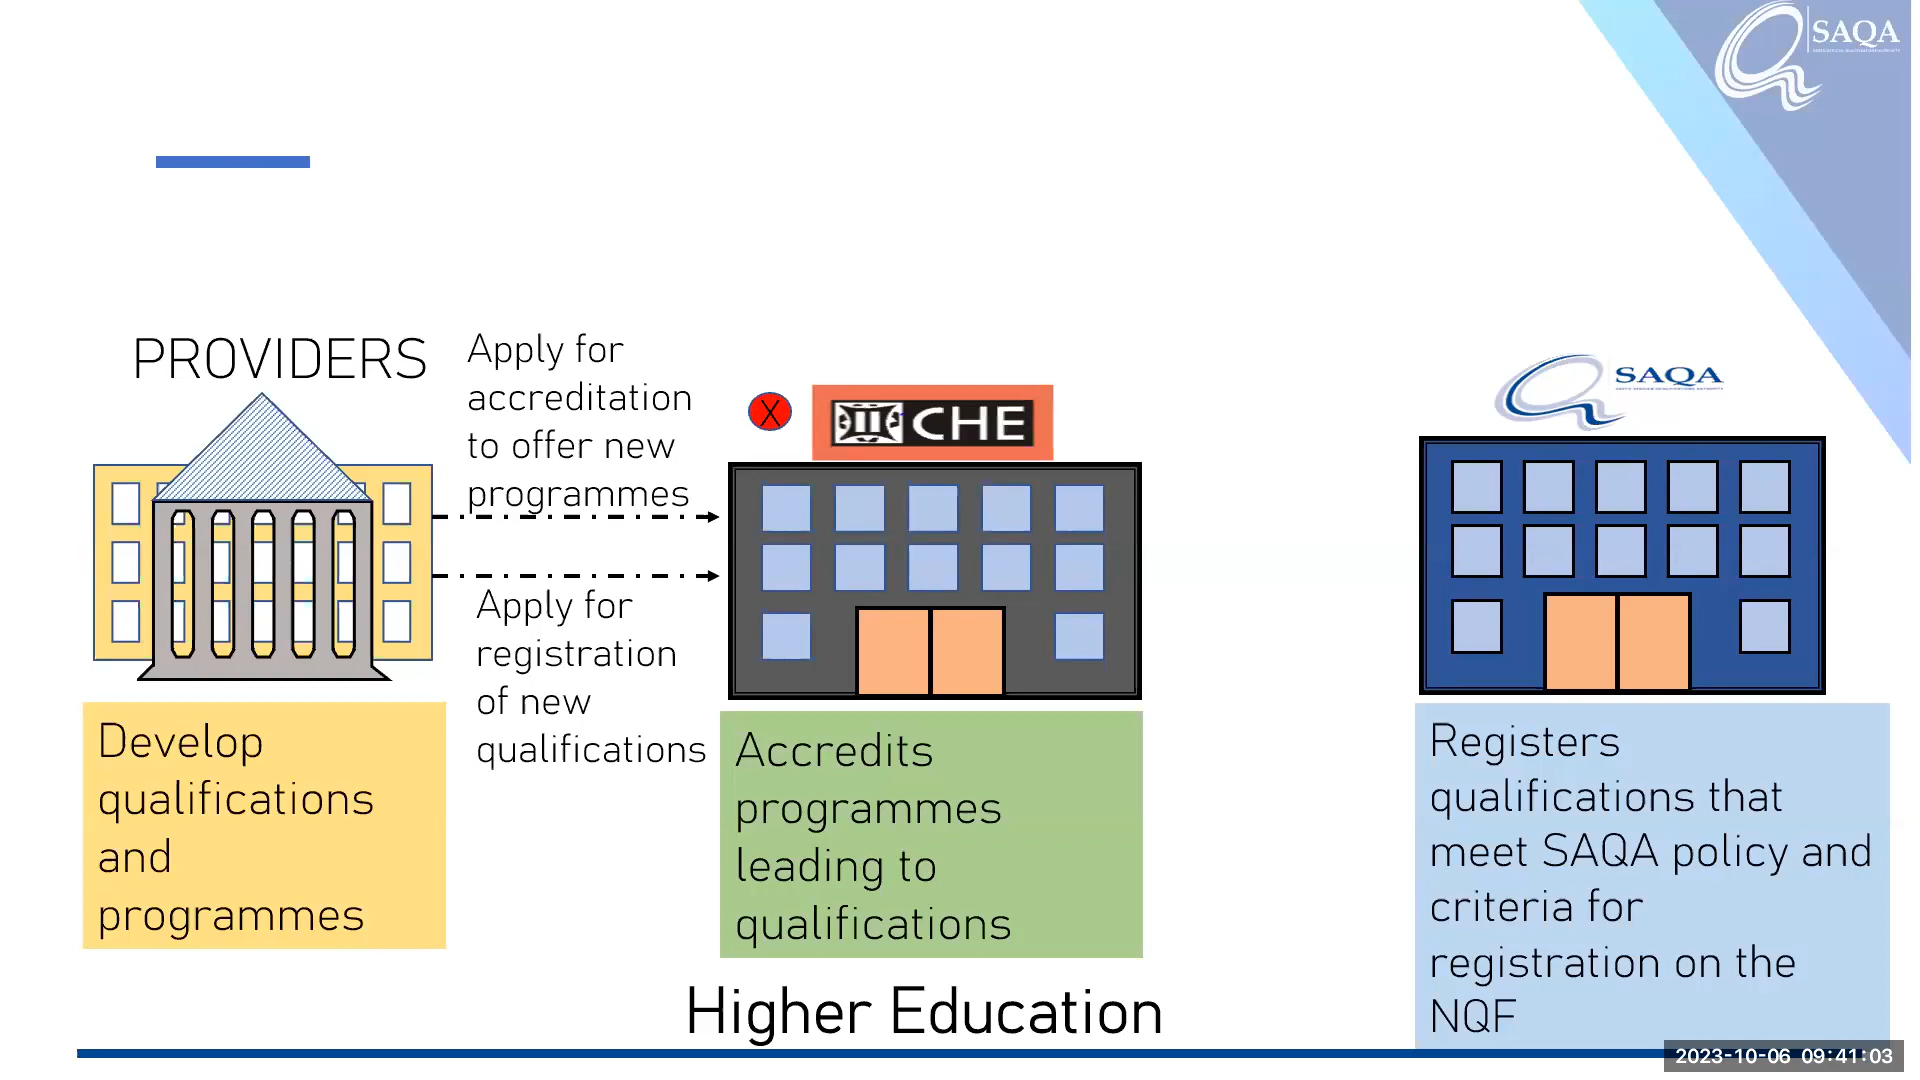 SAQA
PROVIDERS
Apply for
accreditation
to offer new
programmes
X
CHE
SAQA
Apply for
registration
of new
qualifications
Develop
qualifications
and
programmes
Accredits
programmes
leading to
qualifications
Registers
qualifications that
meet SAQA policy and
criteria for
registration on the
NQF
Higher Education
2023-10-06 09:41:03